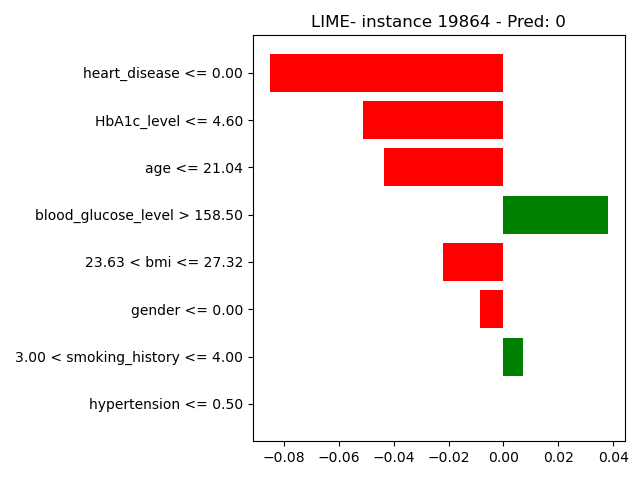 LIME- instance 19864 - Pred: 0
heart_disease <= 0.00
HbA1c_level <= 4.60
age <= 21.04
blood_glucose_level > 158.50
23.63 < bmi <= 27.32
gender <= 0.00
3.00 < smoking_history <= 4.00
hypertension <= 0.50
−0.08 −0.06 −0.04 −0.02 0.00 0.02 0.04